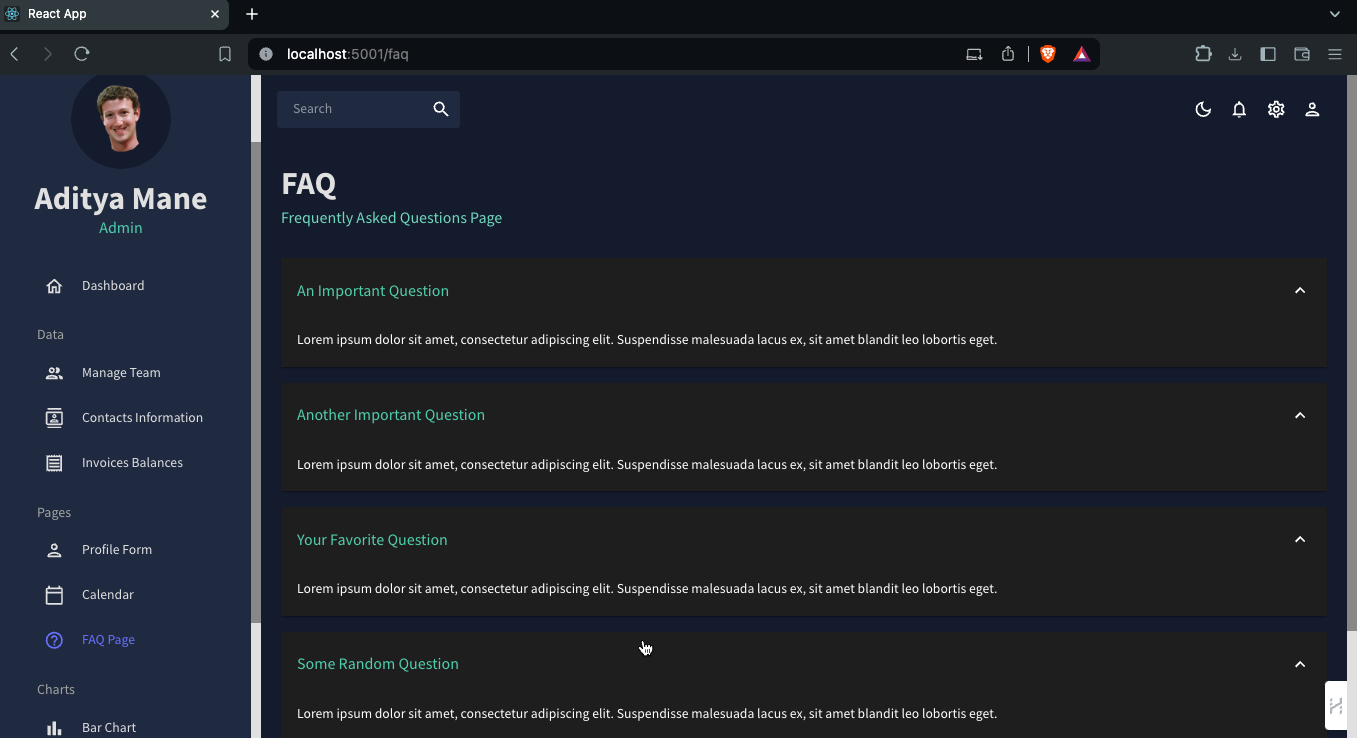 React App
localhost:5001/faq
Aditya Mane
Admin
Dashboard
Data
Manage Team
Contacts Information
Invoices Balances
Pages
Profile Form
Calendar
FAQ Page
Charts
Bar Chart
Search
FAQ
Frequently Asked Questions Page
An Important Question
Lorem ipsum dolor sit amet, consectetur adipiscing elit. Suspendisse malesuada lacus ex, sit amet blandit leo lobortis eget.
Another Important Question
Lorem ipsum dolor sit amet, consectetur adipiscing elit. Suspendisse malesuada lacus ex, sit amet blandit leo lobortis eget.
Your Favorite Question
Lorem ipsum dolor sit amet, consectetur adipiscing elit. Suspendisse malesuada lacus ex, sit amet blandit leo lobortis eget.
Some Random Question
Lorem ipsum dolor sit amet, consectetur adipiscing elit. Suspendisse malesuada lacus ex, sit amet blandit leo lobortis eget.